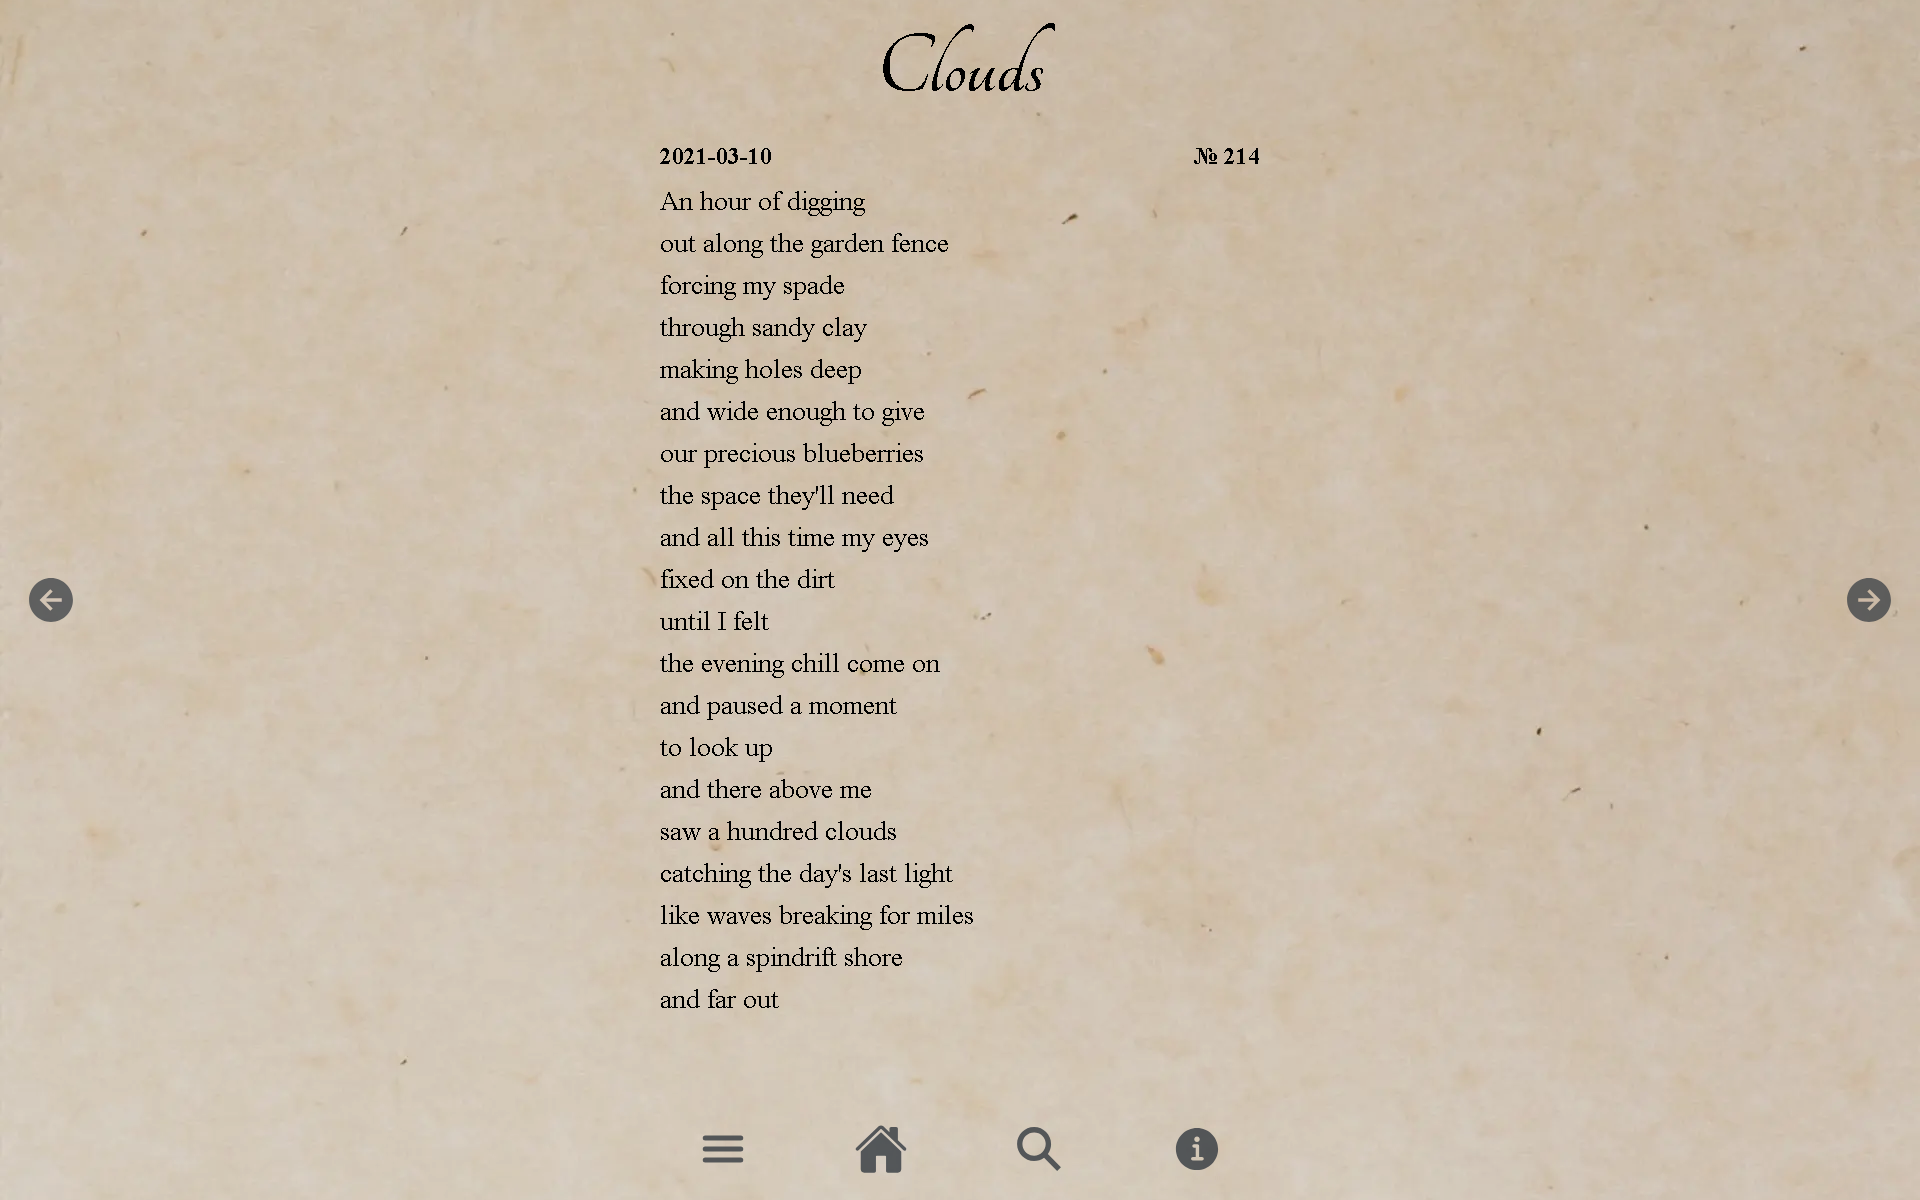 Clouds
2021-03-10 № 214
An hour of digging
out along the garden fence
forcing my spade
through sandy clay
making holes deep
and wide enough to give
our precious blueberries
the space they'll need
and all this time my eyes
fixed on the dirt
until I felt
the evening chill come on
and paused a moment
to look up
and there above me
saw a hundred clouds
catching the day's last light
like waves breaking for miles
along a spindrift shore
and far out